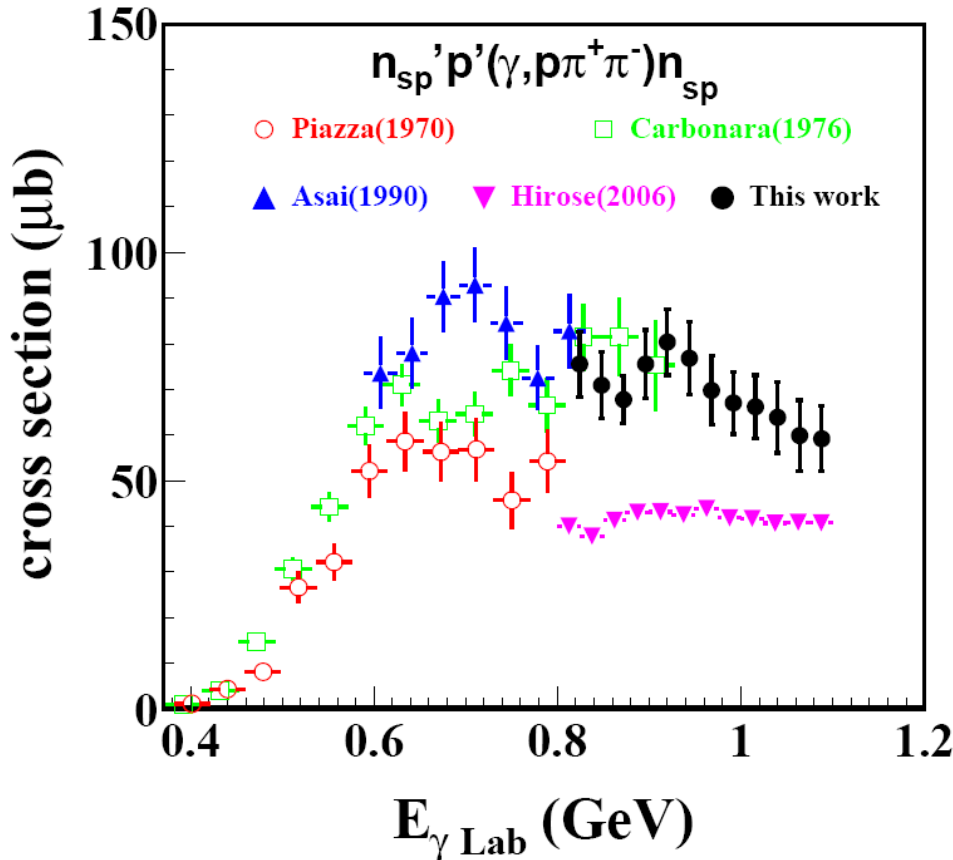 150
n_sp'p'(γ,pπ⁺π⁻)n_sp
Piazza(1970) Carbonara(1976)
Asai(1990) Hirose(2006) This work
100
50
0
cross section (μb)
0.4 0.6 0.8 1 1.2
E_γ Lab (GeV)